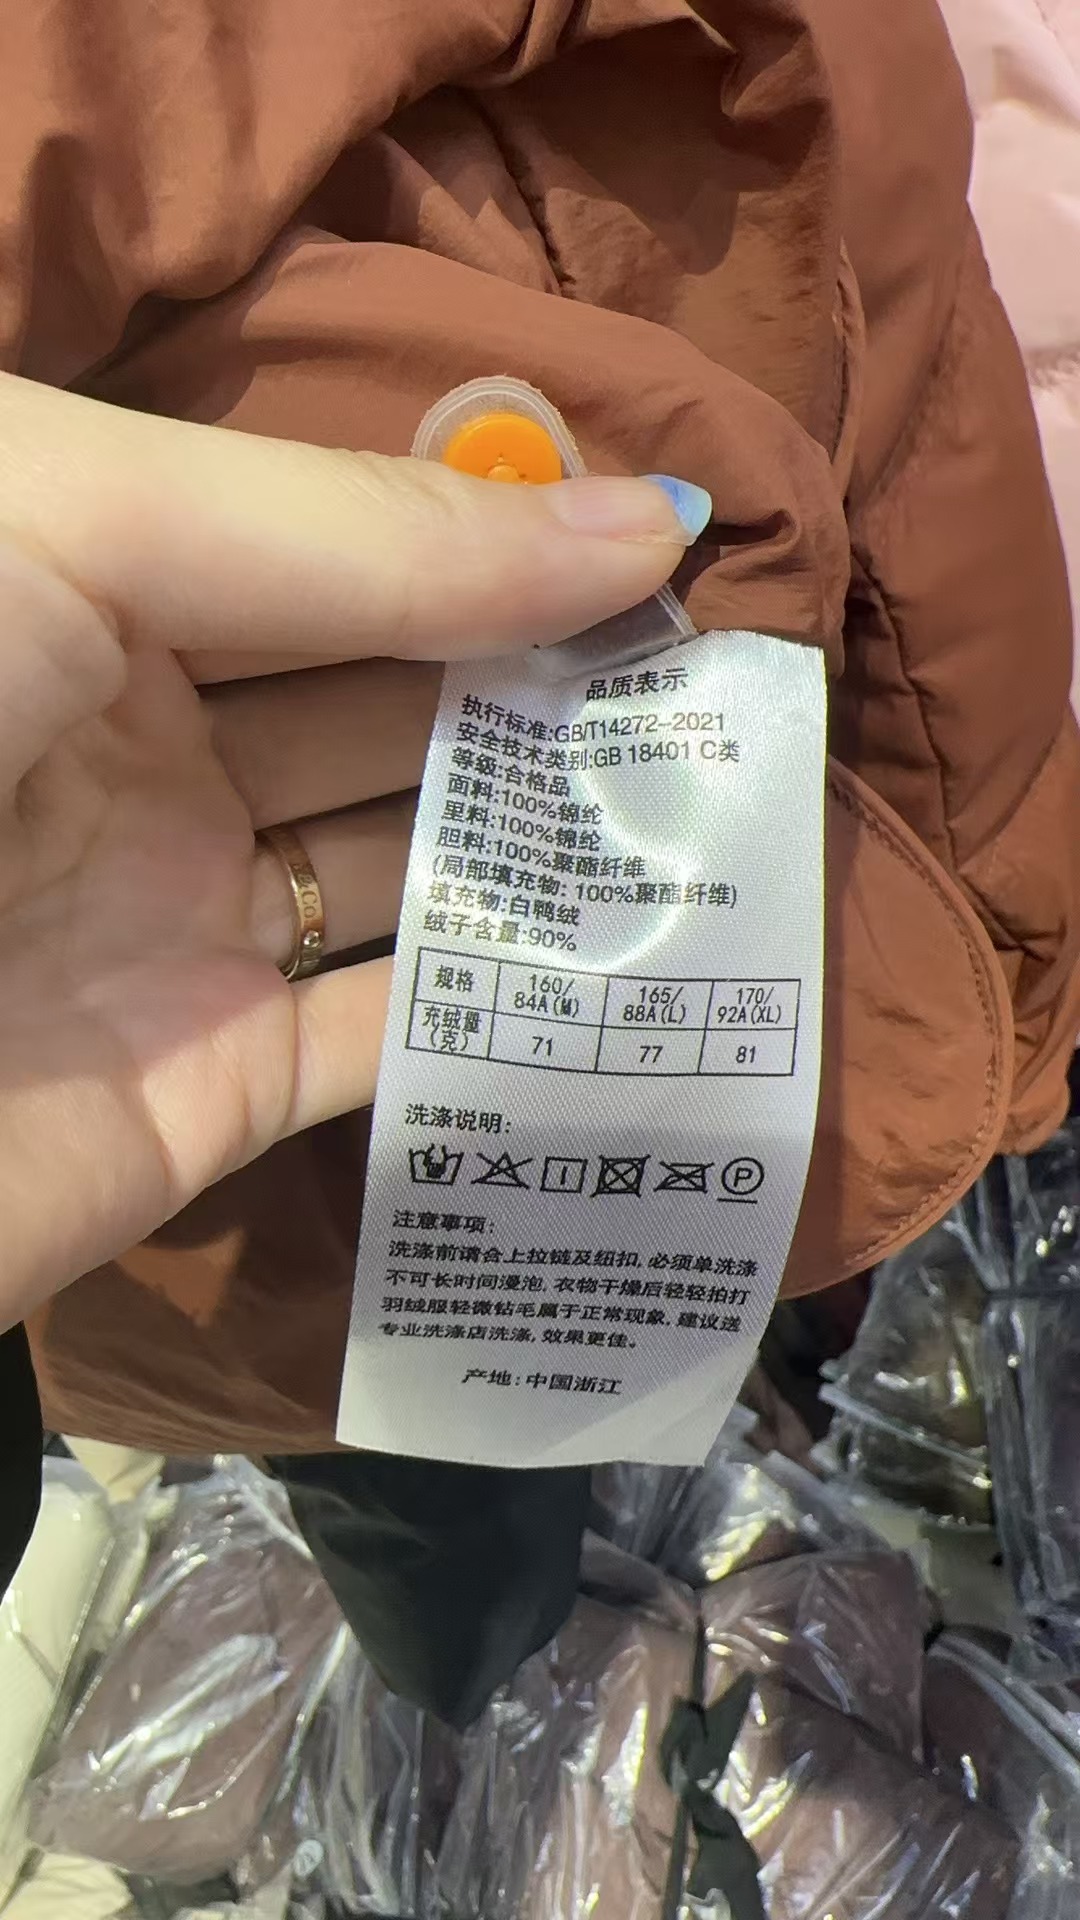 品质表示
执行标准:GB/T14272-2021
安全技术类别:GB 18401 C类
等级:合格品
面料:100%锦纶
里料:100%锦纶
胆料:100%聚酯纤维
(局部填充物: 100%聚酯纤维)
填充物:白鸭绒
绒子含量:90%
规格 160/84A(M) 165/88A(L) 170/92A(XL)
充绒量(克) 71 77 81
洗涤说明:
P
注意事项:
洗涤前请合上拉链及纽扣, 必须单洗涤
不可长时间漫泡, 衣物干燥后轻轻拍打
羽绒服轻微钻毛属于正常现象, 建议送
专业洗涤店洗涤, 效果更佳。
产地: 中国浙江
&Co.